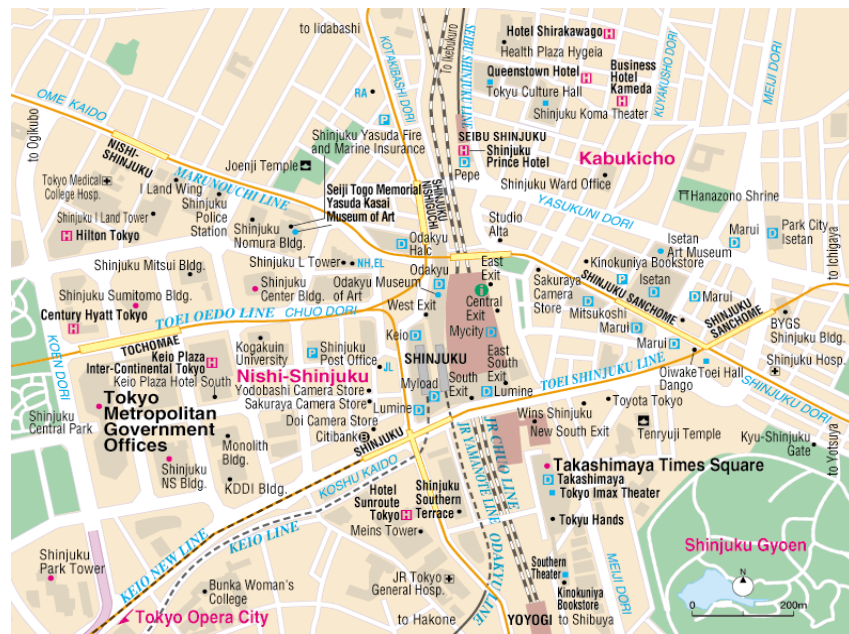 to Iidabashi
KOTAKIBASHI DORI
to Ikebukuro
SEIBU SHINJUKU LINE
Hotel Shirakawago
H
Health Plaza Hygeia
Queenstown Hotel
H
Tokyu Culture Hall
Business
Hotel
Kameda
H
Shinjuku Koma Theater
KUYAKUSHO DORI
MEIJI DORI
OME KAIDO
to Ogikubo
RA
P
SEIBU SHINJUKU
H
Shinjuku
Prince Hotel
D
Pepe
Kabukicho
Shinjuku Ward Office
Hanazono Shrine
NISHI-
SHINJUKU
MARUNOUCHI LINE
Joenji Temple
Shinjuku Yasuda Fire
and Marine Insurance
Seiji Togo Memorial
Yasuda Kasai
Museum of Art
Tokyo Medical
College Hosp.
I Land Wing
Shinjuku I Land Tower
Shinjuku
Police
Station
Shinjuku
Nomura Bldg.
H
Hilton Tokyo
SHINJUKU
NISHIGUCHI
Studio
Alta
YASUKUNI DORI
D
Odakyu
Halc
Isetan
Art Museum
Marui
D
D
Park City
Isetan
to Ichigaya
Shinjuku Mitsui Bldg.
Shinjuku L Tower
NH,EL
Odakyu
D
Odakyu Museum
of Art
East
Exit
Kinokuniya Bookstore
Sakuraya
Camera
Store
P
Isetan
D
SHINJUKU SANCHOME
Shinjuku Sumitomo Bldg.
Shinjuku
Center Bldg.
West Exit
i
Central
Exit
D
Mitsukoshi
D
Marui
Marui
D
SHINJUKU
SANCHOME
Century Hyatt Tokyo
H
TOEI OEDO LINE
CHUO DORI
Keio
D
Mycity
D
Marui
D
BYGS
Shinjuku Bldg.
KOEN DORI
TOCHOMAE
Kogakuin
University
P
Shinjuku
Post Office
SHINJUKU
East
South
Exit
TOEI SHINJUKU LINE
Oiwake
Dango
Toei Hall
Shinjuku Hosp.
Keio Plaza
Inter-Continental Tokyo
H
Keio Plaza Hotel South
JL
Nishi-Shinjuku
Myload
D
South
Exit
D
Lumine
SHINJUKU DORI
Yodobashi Camera Store
Sakuraya Camera Store
Lumine
D
Doi Camera Store
Citibank
B
SHINJUKU
Wins Shinjuku
New South Exit
Toyota Tokyo
Tenryuji Temple
Kyu-Shinjuku
Gate
to Yotsuya
Shinjuku
Central Park
Tokyo
Metropolitan
Government
Offices
Monolith
Bldg.
Shinjuku
NS Bldg.
KDDI Bldg.
KOSHU KAIDO
JR YAMANOTE LINE
JR CHUO LINE
Takashimaya Times Square
D
Takashimaya
Tokyo Imax Theater
Hotel
Sunroute
Tokyo
H
Shinjuku
Southern
Terrace
Tokyu Hands
KEIO NEW LINE
KEIO LINE
Meins Tower
ODAKYU LINE
Southern
Theater
MEIJI DORI
Shinjuku Gyoen
Shinjuku
Park Tower
JR Tokyo
General Hosp.
Bunka Woman's
College
Kinokuniya
Bookstore
N
Tokyo Opera City
to Hakone
YOYOGI
to Shibuya
0
200m